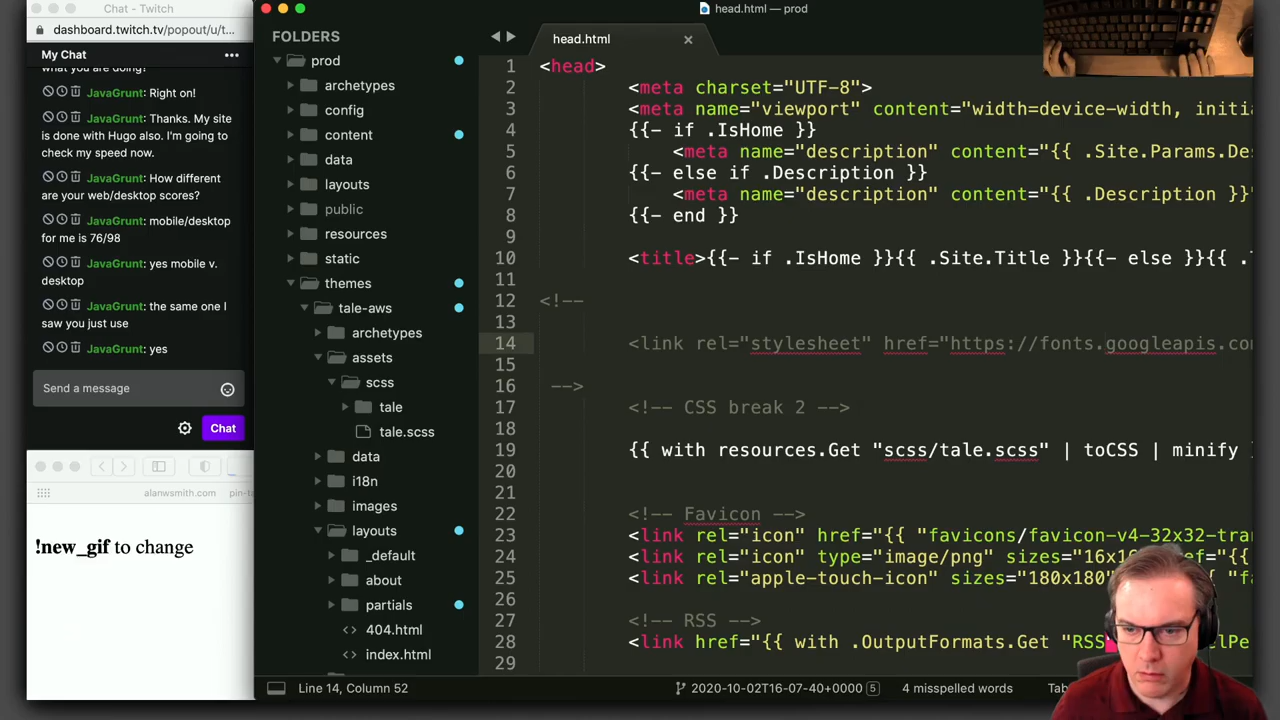 Chat - Twitch
dashboard.twitch.tv/popout/u/t...
My Chat
what you are doing?
JavaGrunt: Right on!
JavaGrunt: Thanks. My site
is done with Hugo also. I'm going to
check my speed now.
JavaGrunt: How different
are your web/desktop scores?
JavaGrunt: mobile/desktop
for me is 76/98
JavaGrunt: yes mobile v.
desktop
JavaGrunt: the same one I
saw you just use
JavaGrunt: yes
Send a message
Chat
alanwsmith.com
!new_gif to change
head.html — prod
FOLDERS
prod
archetypes
config
content
data
layouts
public
resources
static
themes
tale-aws
archetypes
assets
scss
tale
tale.scss
data
i18n
images
layouts
_default
about
partials
404.html
index.html
head.html
1 <head>
2 <meta charset="UTF-8">
3 <meta name="viewport" content="width=device-width, initia
4 {{- if .IsHome }}
5 <meta name="description" content="{{ .Site.Params.Des
6 {{- else if .Description }}
7 <meta name="description" content="{{ .Description }}"
8 {{- end }}
9
10 <title>{{- if .IsHome }}{{ .Site.Title }}{{- else }}{{ .T
11
12 <!--
13
14 <link rel="stylesheet" href="https://fonts.googleapis.com
15
16 -->
17 <!-- CSS break 2 -->
18
19 {{ with resources.Get "scss/tale.scss" | toCSS | minify }
20
21
22 <!-- Favicon -->
23 <link rel="icon" href="{{ "favicons/favicon-v4-32x32-tran
24 <link rel="icon" type="image/png" sizes="16x16" href="{{
25 <link rel="apple-touch-icon" sizes="180x180"
26
27 <!-- RSS -->
28 <link href="{{ with .OutputFormats.Get "RSS
29
Line 14, Column 52
2020-10-02T16-07-40+0000 5
4 misspelled words